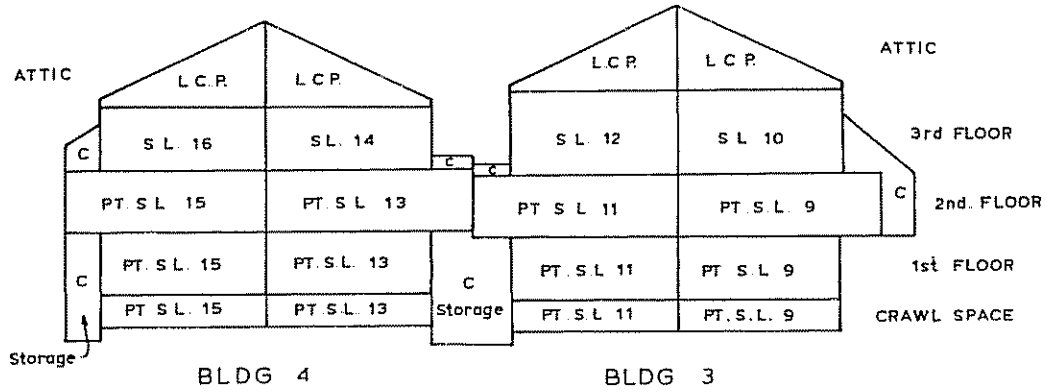 ATTIC L.C.P. L C P. L.C.P. L C P. ATTIC
C S L. 16 S L. 14 C C S L. 12 S L 10 3rd FLOOR
PT. S L 15 PT. S L 13 PT S L 11 PT. S.L. 9 C 2nd. FLOOR
C PT. S.L. 15 PT. S.L. 13 C PT. S.L 11 PT S L 9 1st FLOOR
PT S.L. 15 PT. S.L. 13 Storage PT. S.L 11 PT. S.L. 9 CRAWL SPACE
Storage
BLDG 4 BLDG 3